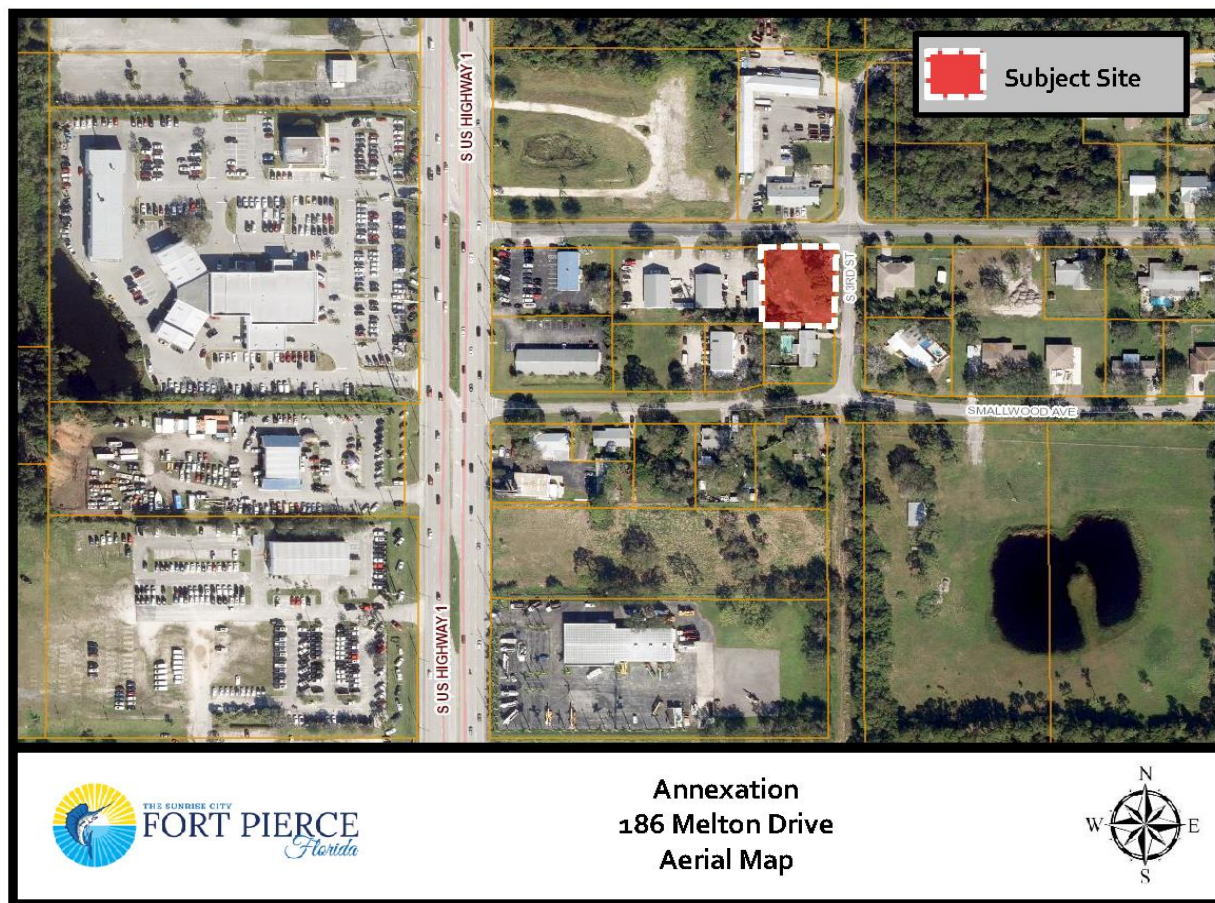 S US HIGHWAY 1
Subject Site
S 3RD ST
SMALLWOOD AVE
S US HIGHWAY 1
THE SUNRISE CITY
FORT PIERCE
Florida
Annexation
186 Melton Drive
Aerial Map
N
W
E
S